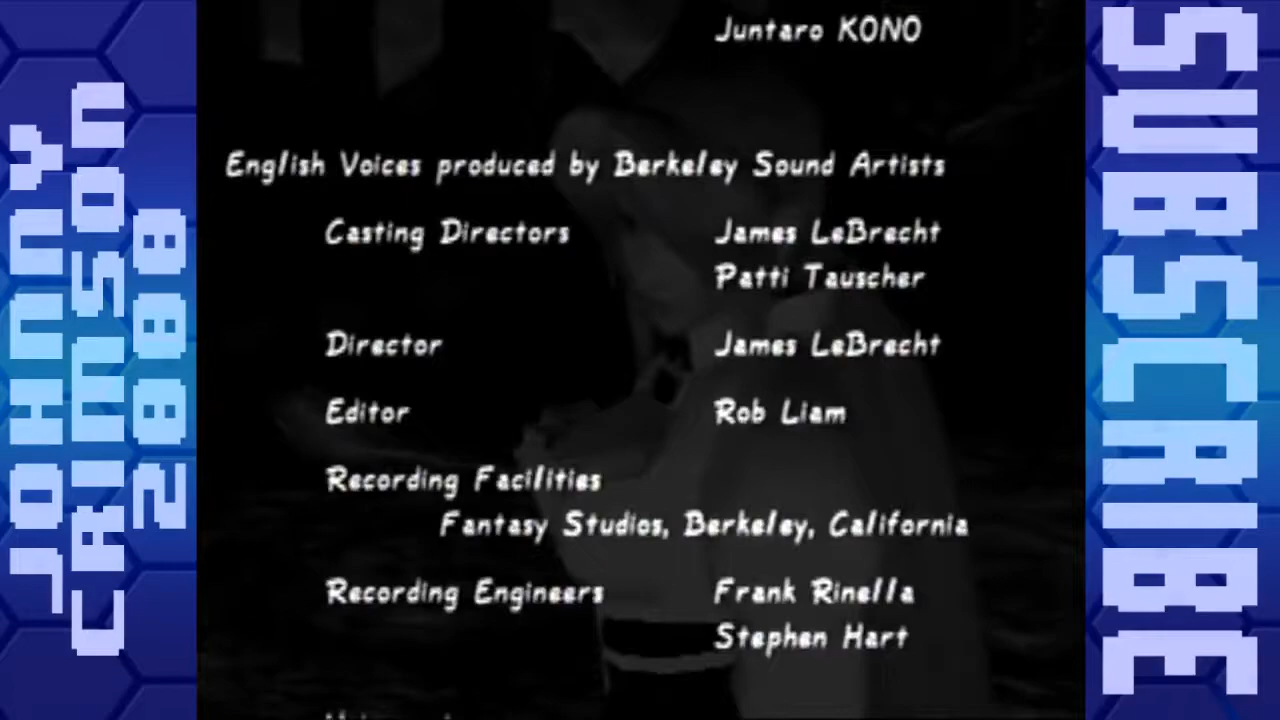 JOHNNY
CRIMSON
2888
Juntaro KONO
English Voices produced by Berkeley Sound Artists
Casting Directors James LeBrecht
Patti Tauscher
Director James LeBrecht
Editor Rob Liam
Recording Facilities
Fantasy Studios, Berkeley, California
Recording Engineers Frank Rinella
Stephen Hart
SUBSCRIBE